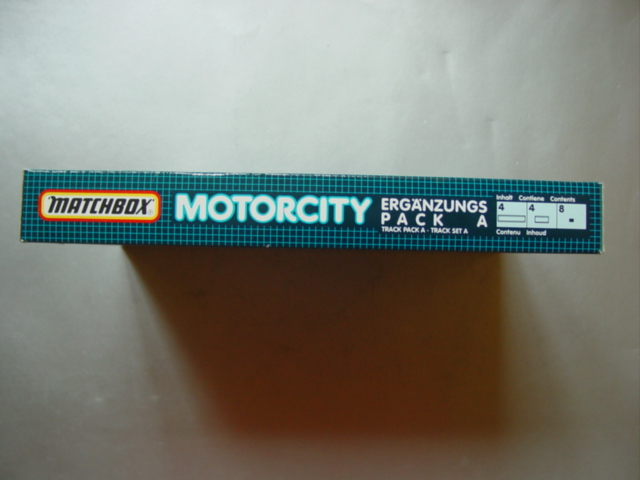 MATCHBOX
MOTORCITY
ERGÄNZUNGS
PACK A
TRACK PACK A · TRACK SET A
Inhalt Contiene Contents
4 4 8
Contenu Inhoud